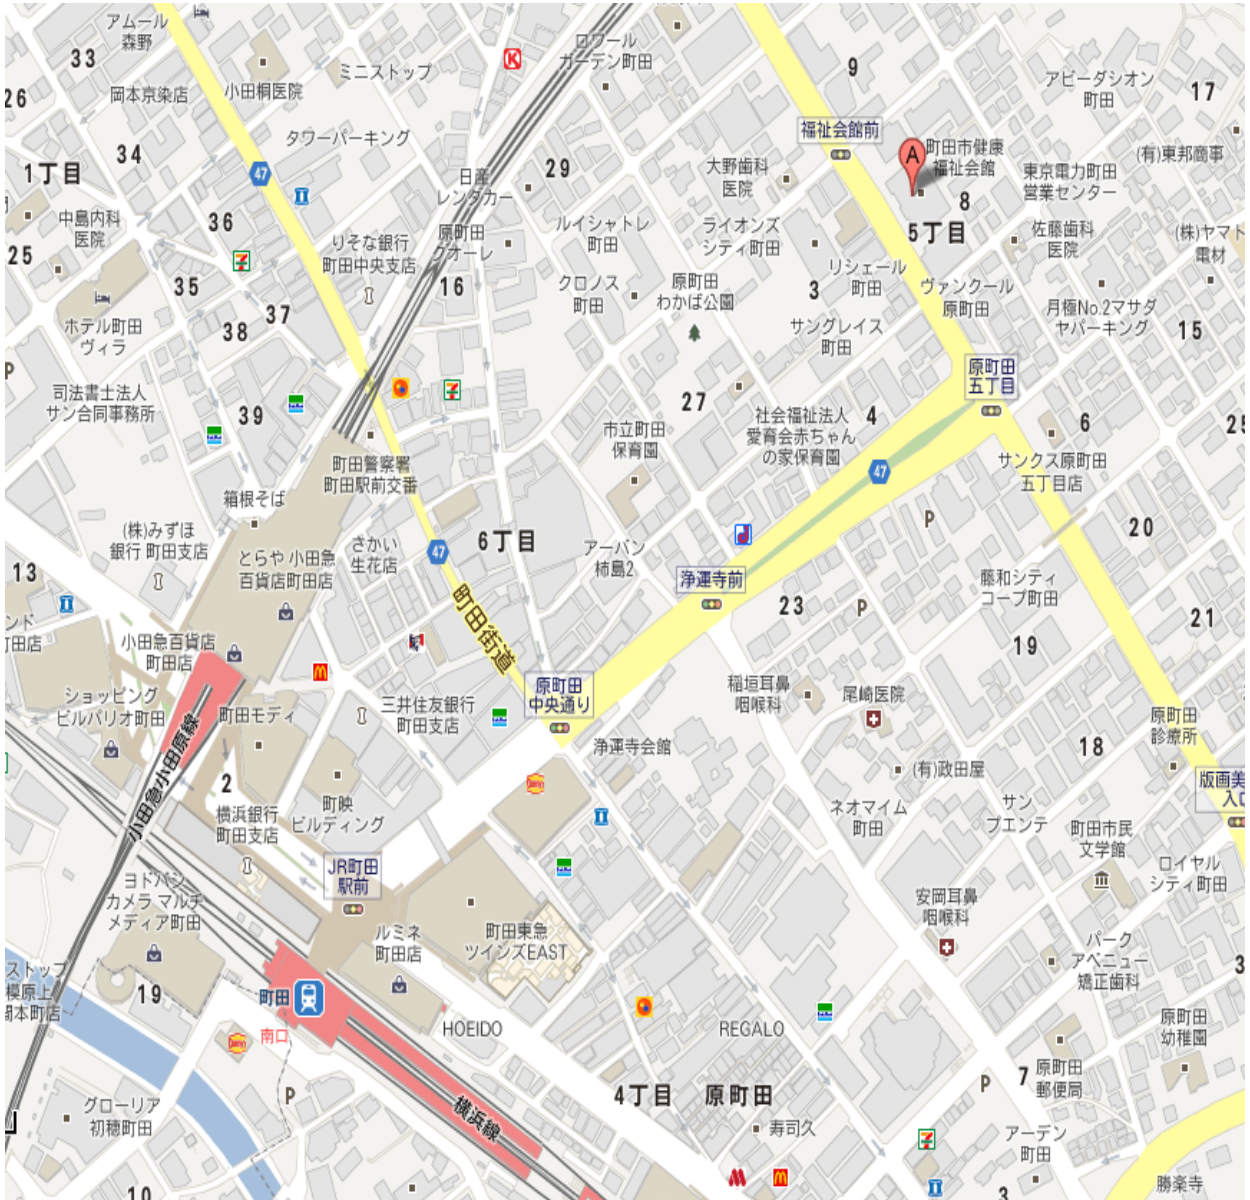 アムール
森野
33
26
岡本京染店
小田桐医院
ミニストップ
K
ロワール
ガーデン町田
9
アビーダシオン
町田
17
34
1丁目
タワーパーキング
47
日産
レンタカー
29
大野歯科
医院
福祉会館前
A
町田市健康
福祉会館
8
5丁目
東京電力町田
営業センター
(有)東邦商事
中島内科
医院
25
36
35
37
38
りそな銀行
町田中央支店
原町田
クオーレ
16
ルイシャトレ
町田
クロノス
町田
ライオンズ
シティ町田
原町田
わかば公園
リシェール
町田
3
サングレイス
町田
ヴァンクール
原町田
佐藤歯科
医院
(株)ヤマト
電材
月極No.2マサダ
ヤパーキング
15
ホテル町田
ヴィラ
P
司法書士法人
サン合同事務所
39
7
7
27
市立町田
保育園
社会福祉法人
愛育会赤ちゃん
の家保育園
4
原町田
五丁目
6
25
サンクス原町田
五丁目店
47
町田警察署
町田駅前交番
箱根そば
(株)みずほ
銀行 町田支店
とらや 小田急
百貨店町田店
さかい
生花店
47
6丁目
アーバン
柿島2
浄運寺前
P
20
13
町田街道
23
P
藤和シティ
コープ町田
19
21
ンド
町田店
小田急百貨店
町田店
ショッピング
ビルパリオ町田
町田モディ
三井住友銀行
町田支店
原町田
中央通り
浄運寺会館
稲垣耳鼻
咽喉科
尾崎医院
原町田
診療所
18
小田急小田原線
2
横浜銀行
町田支店
町映
ビルディング
(有)政田屋
ネオマイム
町田
サン
プエンテ
版画美
入口
町田市民
文学館
ロイヤル
シティ町田
JR町田
駅前
ヨドバシ
カメラ マルチ
メディア町田
ルミネ
町田店
町田東急
ツインズEAST
安岡耳鼻
咽喉科
パーク
アベニュー
矯正歯科
3
ストップ
模原上
本町店
19
町田
南口
HOEIDO
REGALO
原町田
幼稚園
グローリア
初穂町田
P
横浜線
4丁目
原町田
寿司久
P
7
原町田
郵便局
7
アーデン
町田
10
3
勝楽寺